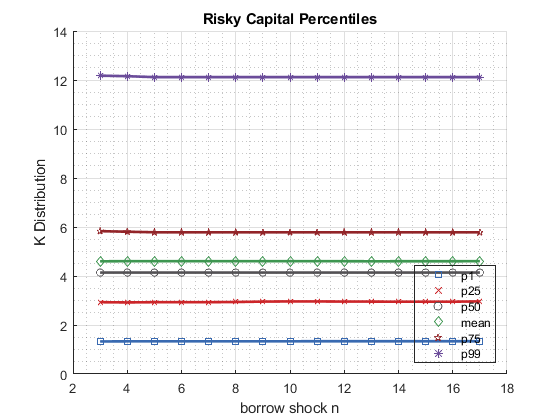 Risky Capital Percentiles
K Distribution
14
12
10
8
6
4
2
0
p1
p25
p50
mean
p75
p99
2 4 6 8 10 12 14 16 18
borrow shock n